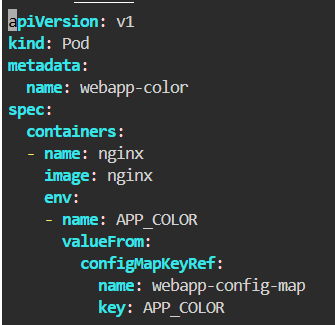 apiVersion: v1
kind: Pod
metadata:
  name: webapp-color
spec:
  containers:
  - name: nginx
    image: nginx
    env:
    - name: APP_COLOR
      valueFrom:
        configMapKeyRef:
          name: webapp-config-map
          key: APP_COLOR